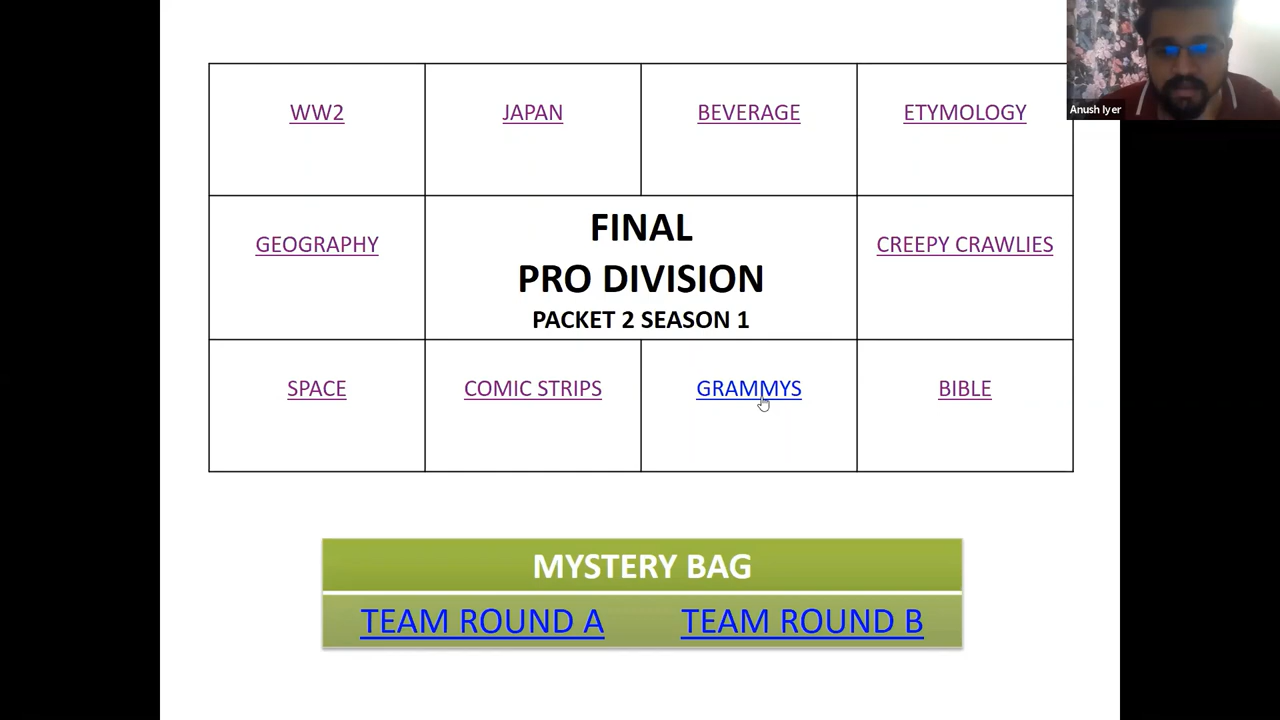 WW2
JAPAN
BEVERAGE
ETYMOLOGY
Anush Iyer
GEOGRAPHY
FINAL
PRO DIVISION
PACKET 2 SEASON 1
CREEPY CRAWLIES
SPACE
COMIC STRIPS
GRAMMYS
BIBLE
MYSTERY BAG
TEAM ROUND A
TEAM ROUND B